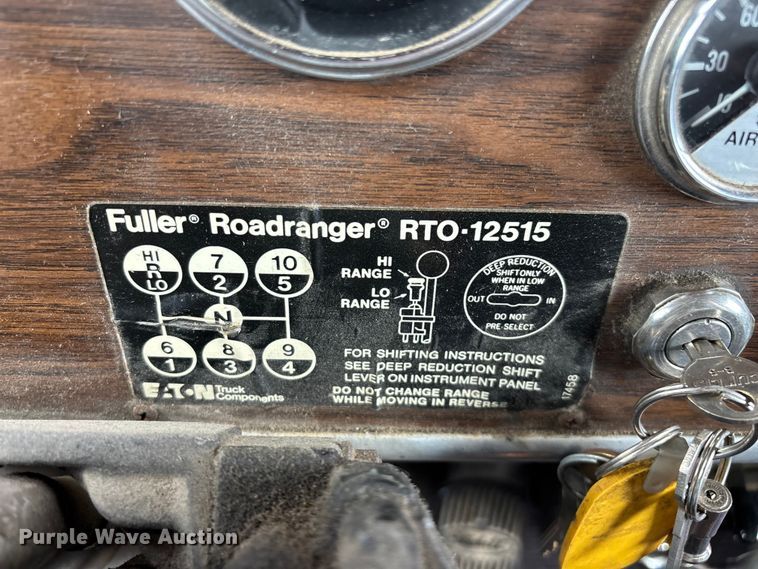 60
30
10
AIR
Fuller® Roadranger® RTO-12515
HI
R
LO
7
2
10
5
N
6
1
8
3
9
4
HI
RANGE
LO
RANGE
DEEP REDUCTION
SHIFT ONLY
WHEN IN LOW
RANGE
OUT IN
DO NOT
PRE-SELECT
FOR SHIFTING INSTRUCTIONS
SEE DEEP REDUCTION SHIFT
LEVER ON INSTRUMENT PANEL
DO NOT CHANGE RANGE
WHILE MOVING IN REVERSE
EATON Truck
Components
17458
Purple Wave Auction